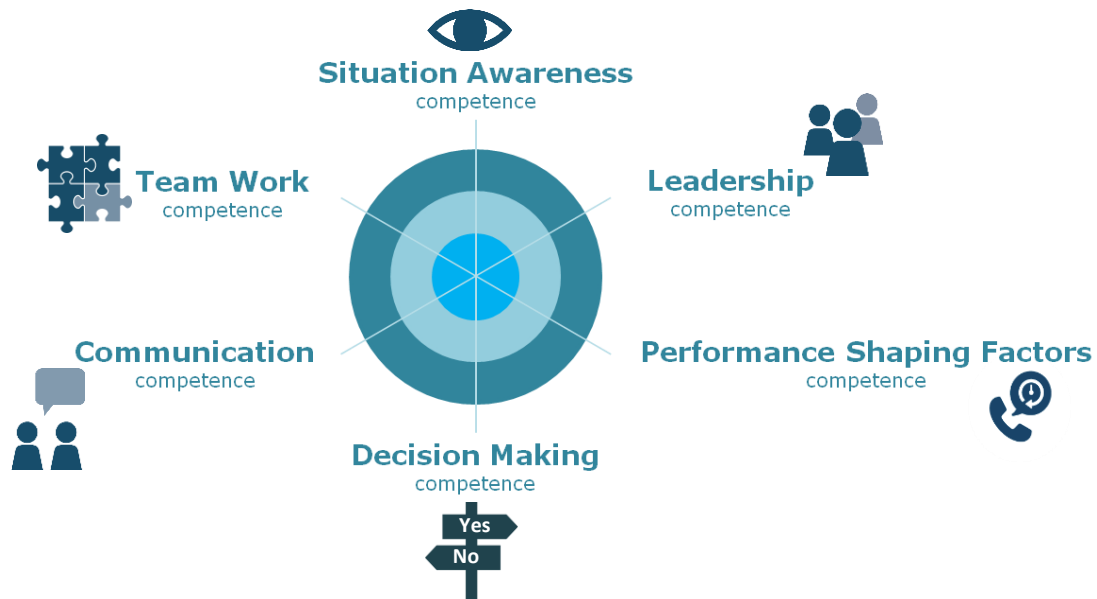 Situation Awareness
competence
Team Work
competence
Leadership
competence
Communication
competence
Performance Shaping Factors
competence
Decision Making
competence
Yes
No